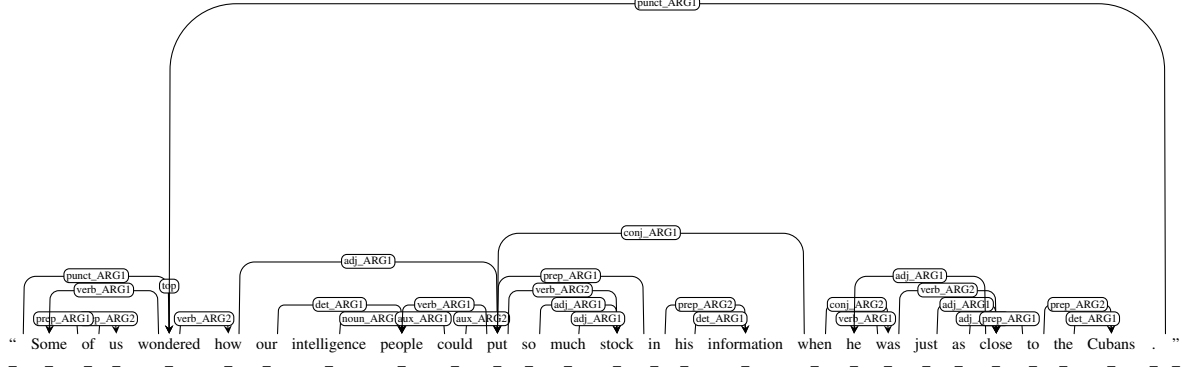 punct_ARG1
conj_ARG1
adj_ARG1
punct_ARG1 top prep_ARG1 adj_ARG1
verb_ARG1 verb_ARG2 verb_ARG2
det_ARG1 verb_ARG1 adj_ARG1 prep_ARG2 conj_ARG2 adj_ARG1 prep_ARG2
prep_ARG1 p_ARG2 verb_ARG2 noun_ARG aux_ARG1 aux_ARG2 adj_ARG1 det_ARG1 verb_ARG1 adj_ prep_ARG1 det_ARG1
“ Some of us wondered how our intelligence people could put so much stock in his information when he was just as close to the Cubans . ”
_ _ _ _ _ _ _ _ _ _ _ _ _ _ _ _ _ _ _ _ _ _ _ _ _ _ _ _